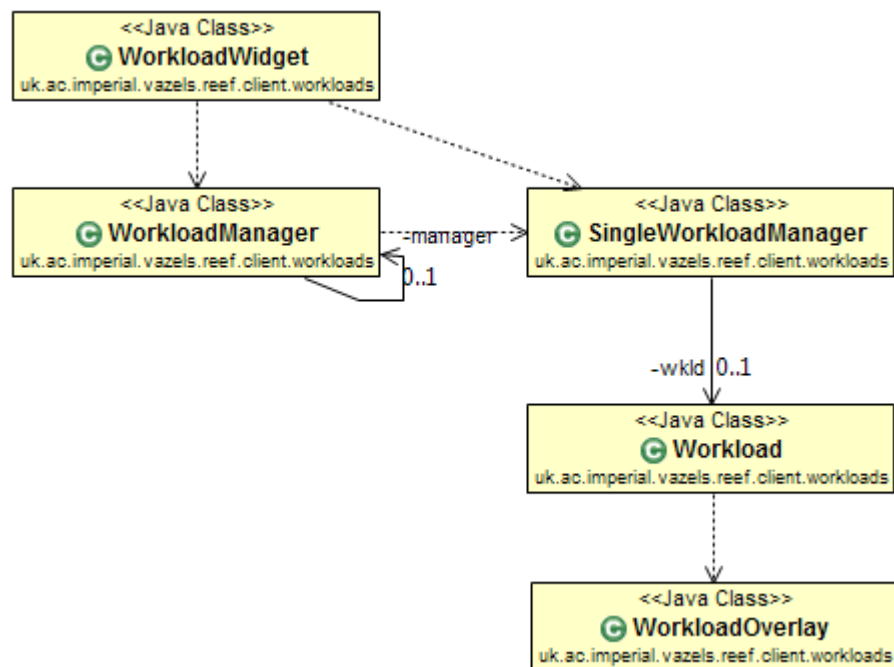 <<Java Class>>
C WorkloadWidget
uk.ac.imperial.vazels.reef.client.workloads
<<Java Class>>
C WorkloadManager
uk.ac.imperial.vazels.reef.client.workloads
-manager
0..1
<<Java Class>>
C SingleWorkloadManager
uk.ac.imperial.vazels.reef.client.workloads
-wkld 0..1
<<Java Class>>
C Workload
uk.ac.imperial.vazels.reef.client.workloads
<<Java Class>>
C WorkloadOverlay
uk.ac.imperial.vazels.reef.client.workloads